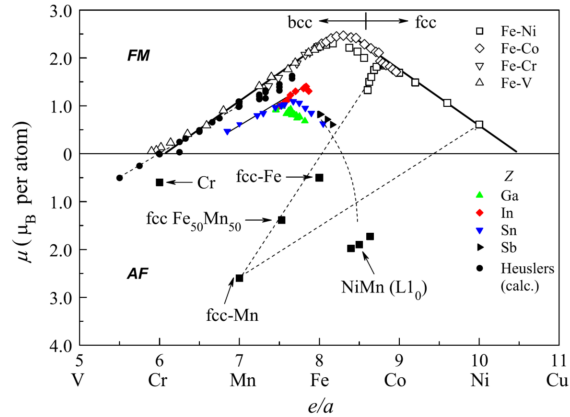 bcc fcc
3.0
2.0
1.0
0
1.0
2.0
3.0
4.0
μ (μB per atom)
FM
AF
Fe-Ni
Fe-Co
Fe-Cr
Fe-V
Z
Ga
In
Sn
Sb
Heuslers
(calc.)
Cr
fcc-Fe
fcc Fe50Mn50
fcc-Mn
NiMn (L10)
5 6 7 8 9 10 11
V Cr Mn Fe Co Ni Cu
e/a